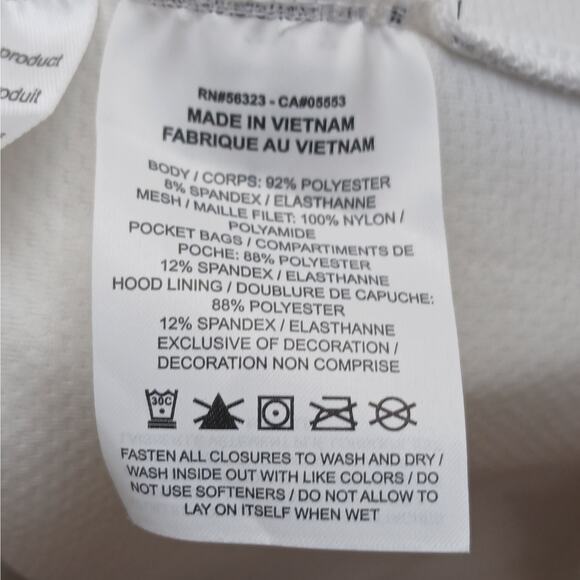 product
oduit
RN#56323 - CA#05553
MADE IN VIETNAM
FABRIQUE AU VIETNAM
BODY / CORPS: 92% POLYESTER
8% SPANDEX / ELASTHANNE
MESH / MAILLE FILET: 100% NYLON /
POLYAMIDE
POCKET BAGS / COMPARTIMENTS DE
POCHE: 88% POLYESTER
12% SPANDEX / ELASTHANNE
HOOD LINING / DOUBLURE DE CAPUCHE:
88% POLYESTER
12% SPANDEX / ELASTHANNE
EXCLUSIVE OF DECORATION /
DECORATION NON COMPRISE
30C
FASTEN ALL CLOSURES TO WASH AND DRY /
WASH INSIDE OUT WITH LIKE COLORS / DO
NOT USE SOFTENERS / DO NOT ALLOW TO
LAY ON ITSELF WHEN WET